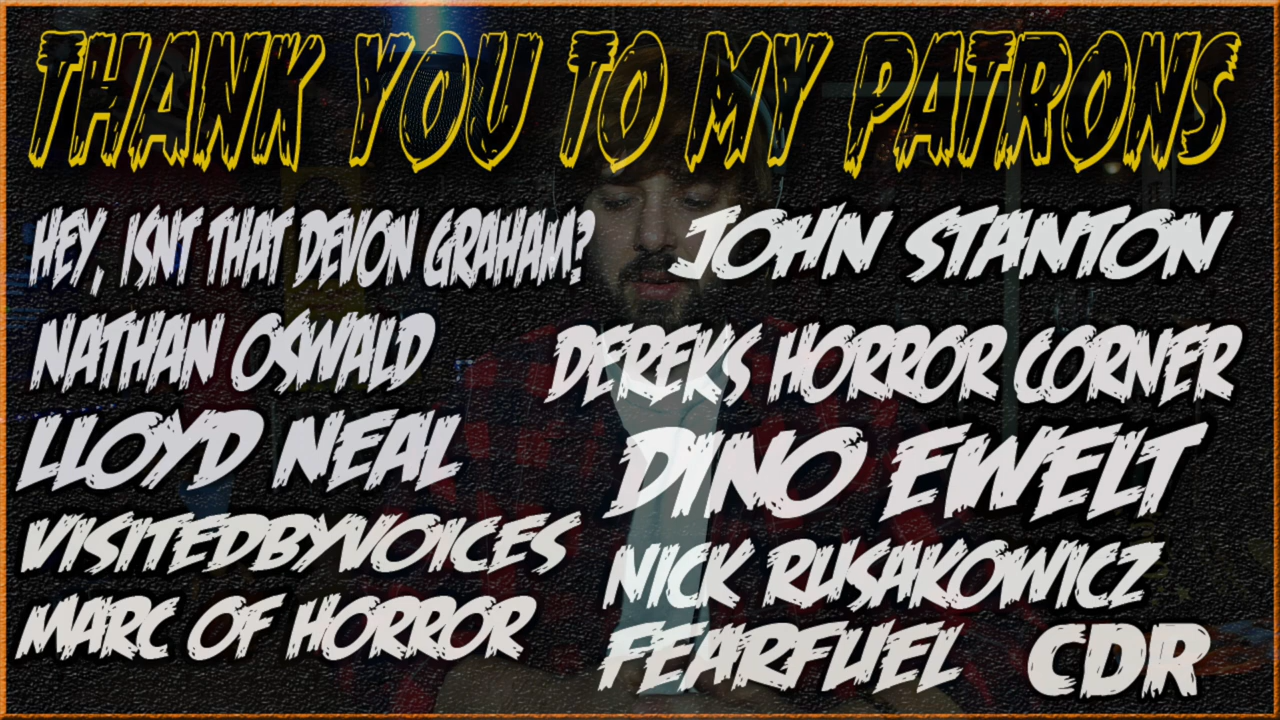 THANK YOU TO MY PATRONS
HEY, ISNT THAT DEVON GRAHAM?
NATHAN OSWALD
LLOYD NEAL
VISITEDBYVOICES
MARC OF HORROR
JOHN STANTON
DEREKS HORROR CORNER
DINO EWELT
NICK RUSAKOWICZ
FEARFUEL CDR